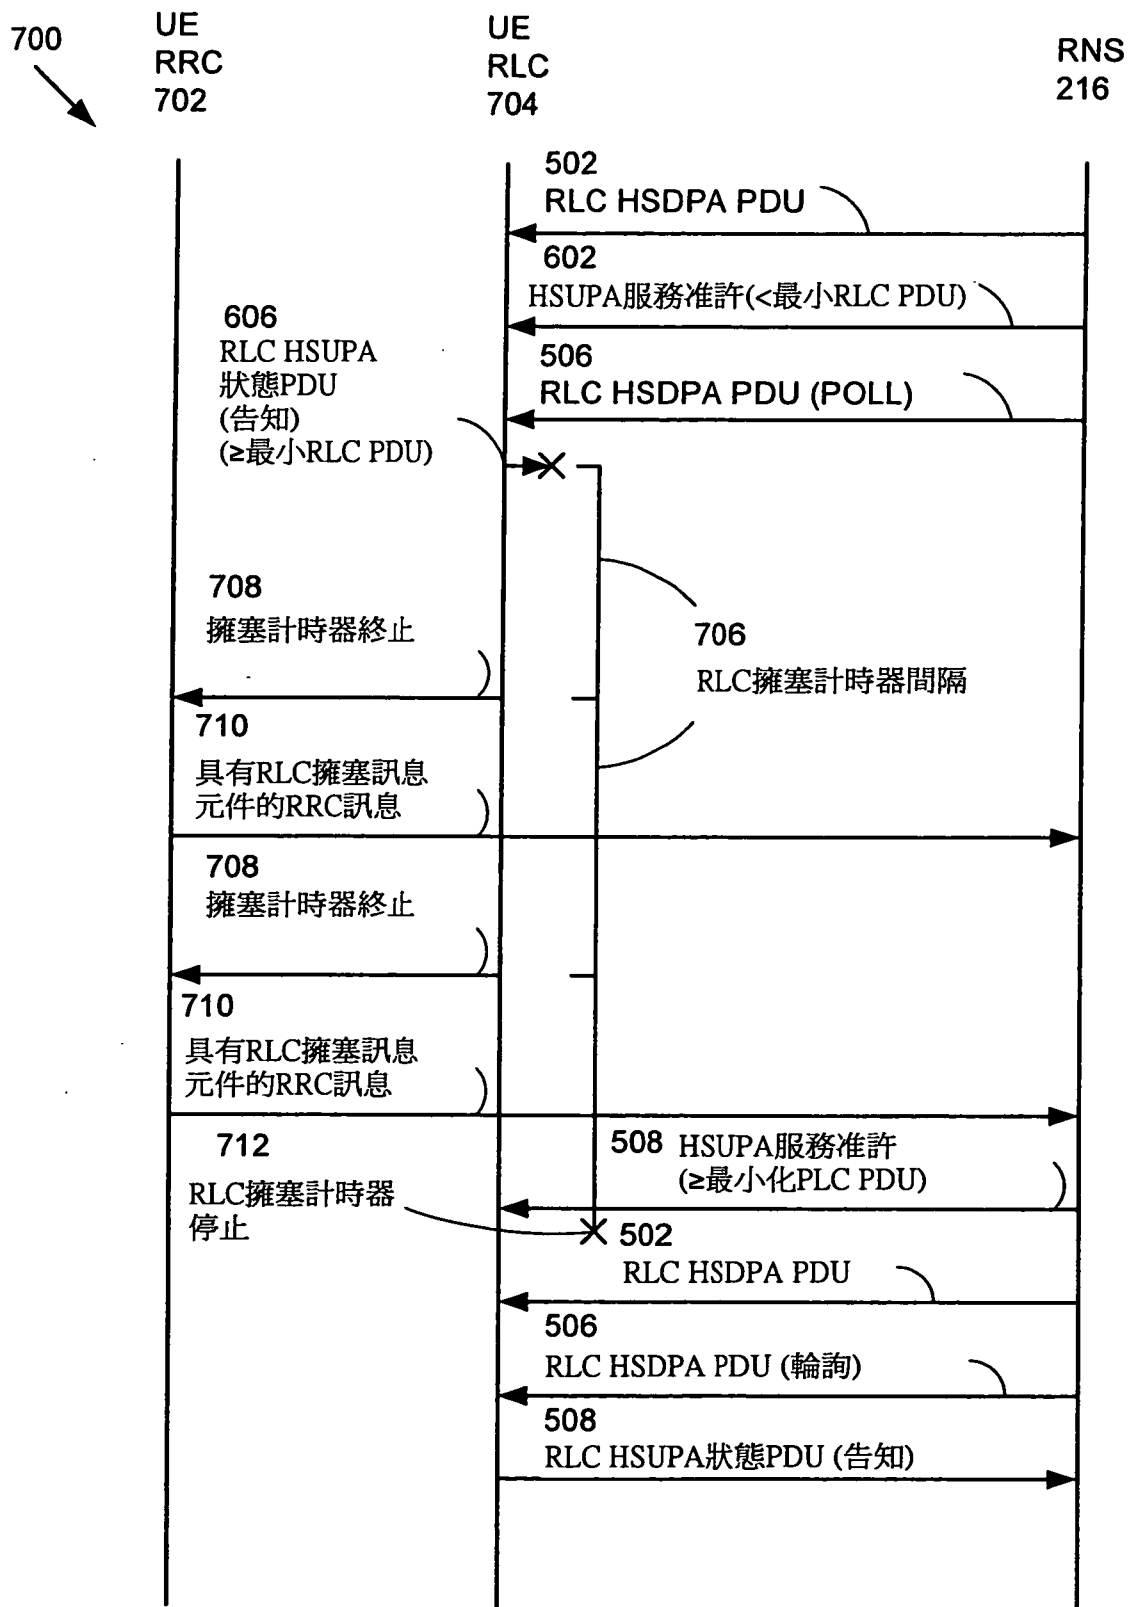 700
UE
RRC
702
UE
RLC
704
RNS
216
502
RLC HSDPA PDU
602
HSUPA服務准許(<最小RLC PDU)
606
RLC HSUPA
狀態PDU
(告知)
(≥最小RLC PDU)
506
RLC HSDPA PDU (POLL)
708
擁塞計時器終止
706
RLC擁塞計時器間隔
710
具有RLC擁塞訊息
元件的RRC訊息
708
擁塞計時器終止
710
具有RLC擁塞訊息
元件的RRC訊息
712
RLC擁塞計時器
停止
508 HSUPA服務准許
(≥最小化PLC PDU)
502
RLC HSDPA PDU
506
RLC HSDPA PDU (輪詢)
508
RLC HSUPA狀態PDU (告知)